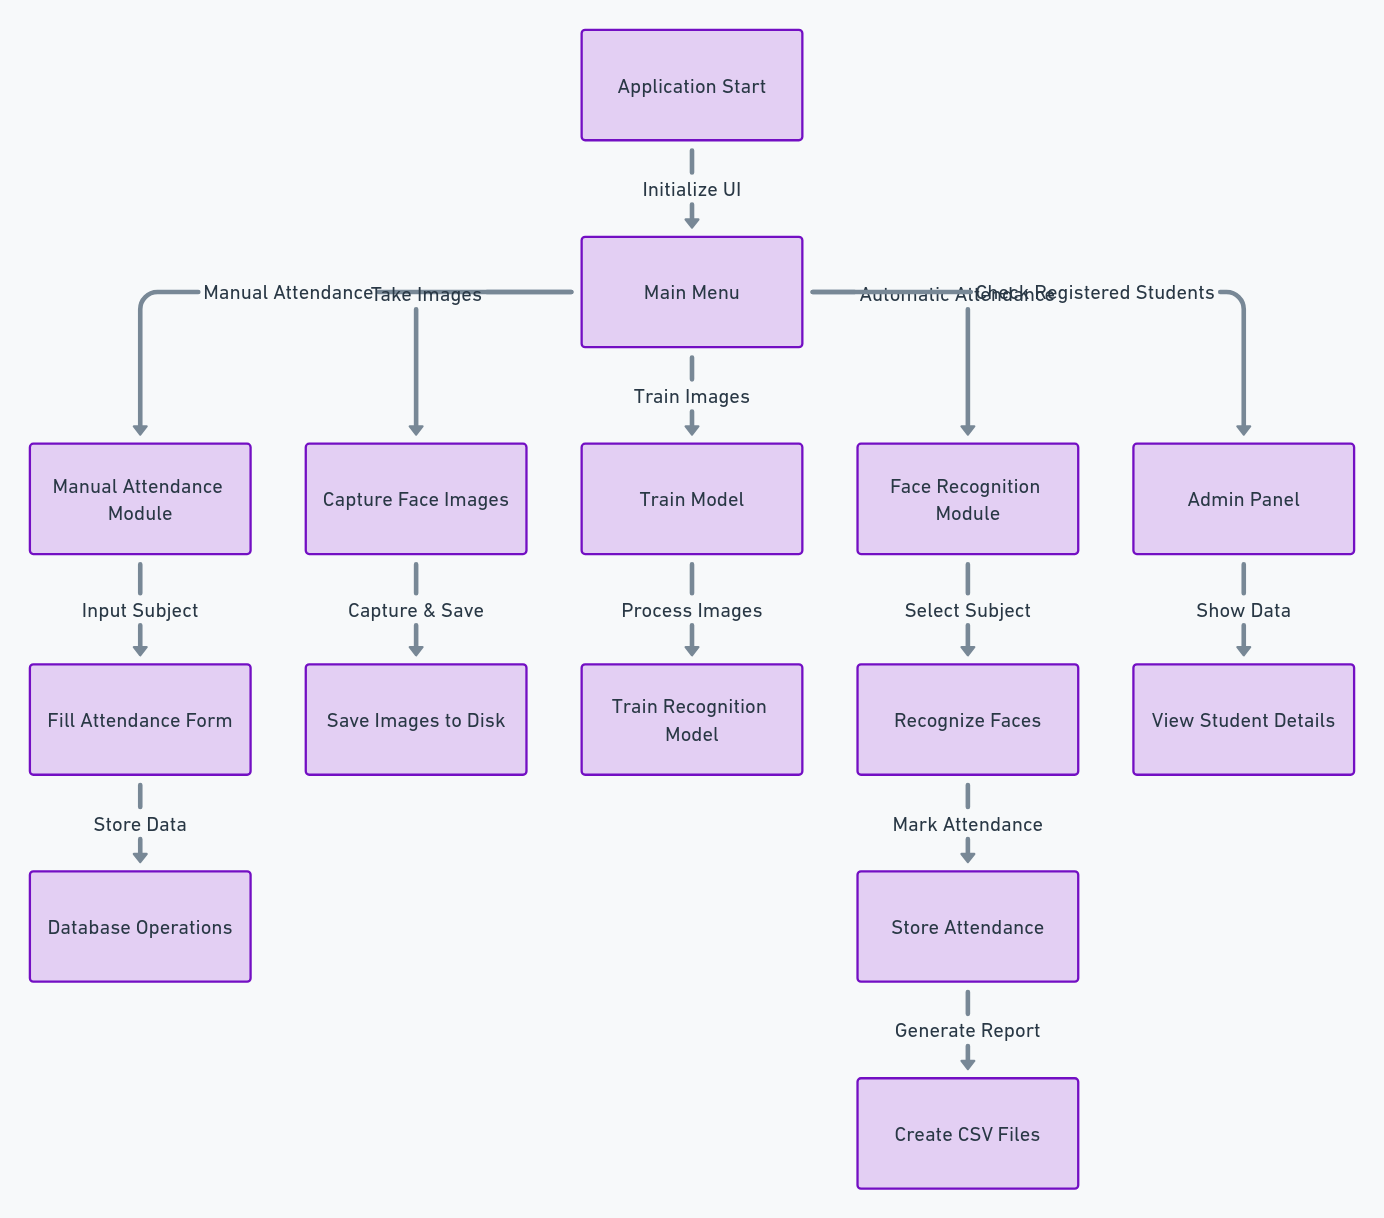 Application Start
Initialize UI
Manual Attendance
Take Images
Main Menu
Automatic Attendance
Check Registered Students
Train Images
Manual Attendance
Module
Capture Face Images
Train Model
Face Recognition
Module
Admin Panel
Input Subject
Capture & Save
Process Images
Select Subject
Show Data
Fill Attendance Form
Save Images to Disk
Train Recognition
Model
Recognize Faces
View Student Details
Store Data
Mark Attendance
Database Operations
Store Attendance
Generate Report
Create CSV Files